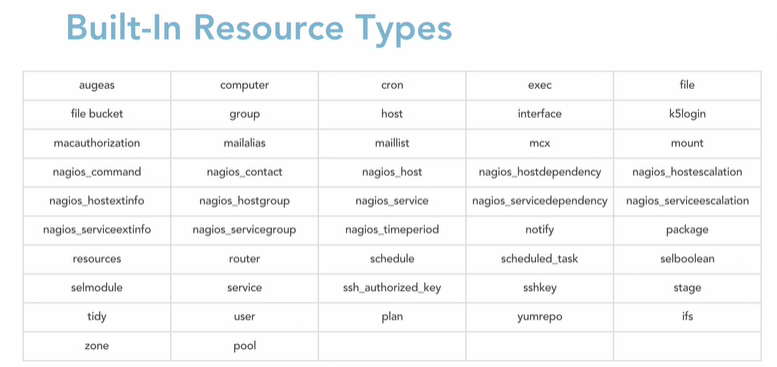 Built-In Resource Types
augeas computer cron exec file
file bucket group host interface k5login
macauthorization mailalias maillist mcx mount
nagios_command nagios_contact nagios_host nagios_hostdependency nagios_hostescalation
nagios_hostextinfo nagios_hostgroup nagios_service nagios_servicedependency nagios_serviceescalation
nagios_serviceextinfo nagios_servicegroup nagios_timeperiod notify package
resources router schedule scheduled_task selboolean
selmodule service ssh_authorized_key sshkey stage
tidy user plan yumrepo ifs
zone pool